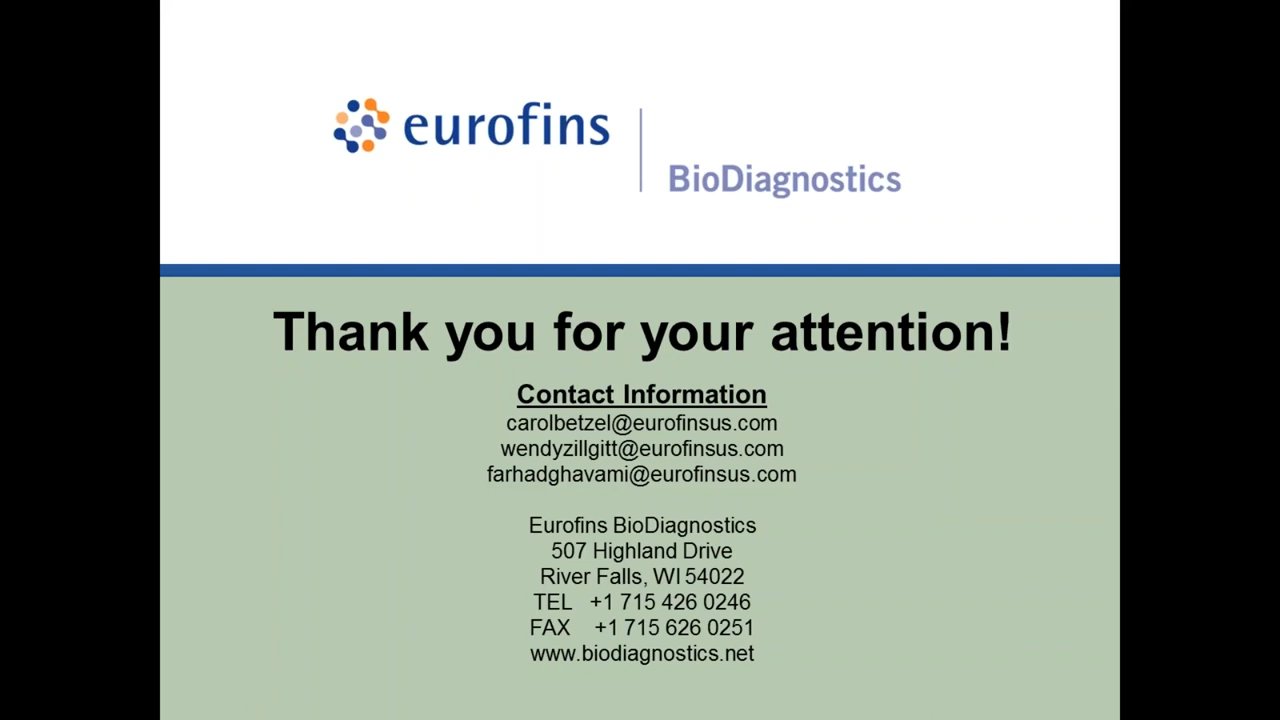 eurofins
BioDiagnostics
Thank you for your attention!
Contact Information
carolbetzel@eurofinsus.com
wendyzillgitt@eurofinsus.com
farhadghavami@eurofinsus.com
Eurofins BioDiagnostics
507 Highland Drive
River Falls, WI 54022
TEL +1 715 426 0246
FAX +1 715 626 0251
www.biodiagnostics.net